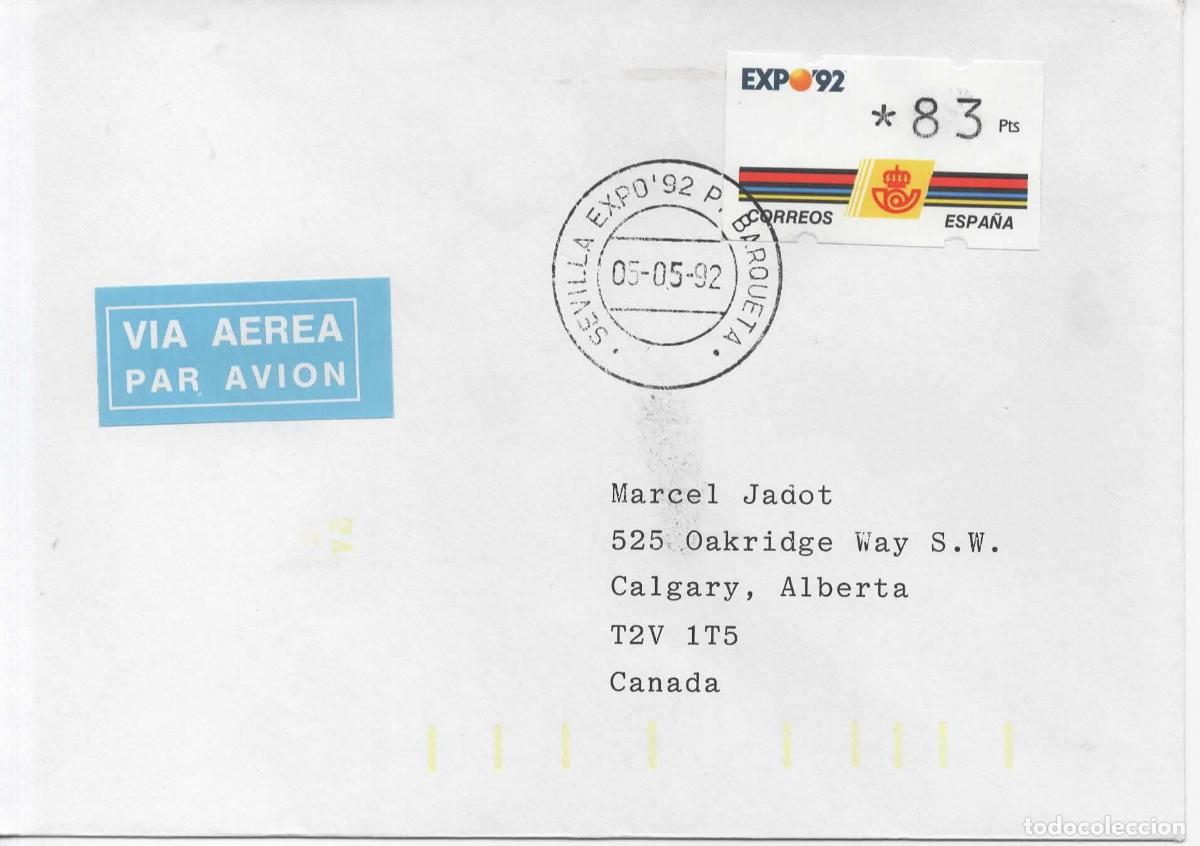 EXPO'92
*83 Pts
CORREOS ESPAÑA
SEVILLA EXPO'92 P. BARQUETA
05-05-92
VIA AEREA
PAR AVION
Marcel Jadot
525 Oakridge Way S.W.
Calgary, Alberta
T2V 1T5
Canada
todocoleccion